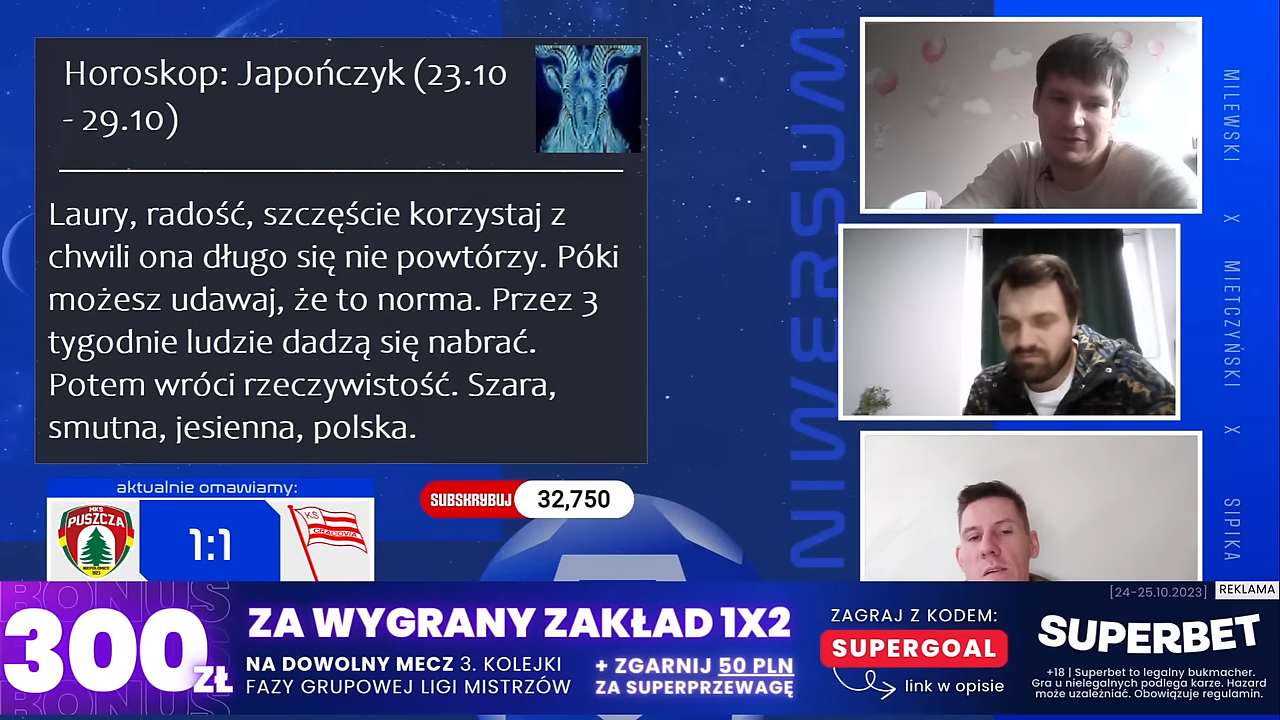 Horoskop: Japończyk (23.10
- 29.10)
Laury, radość, szczęście korzystaj z
chwili ona długo się nie powtórzy. Póki
możesz udawaj, że to norma. Przez 3
tygodnie ludzie dadzą się nabrać.
Potem wróci rzeczywistość. Szara,
smutna, jesienna, polska.
aktualnie omawiamy:
MKS
PUSZCZA
NIEPOŁOMICE
1923
1:1
KS
CRACOVIA
SUBSKRYBUJ 32,750
NIWERSUM
MILEWSKI X MIETCZYŃSKI X SIPIKA
BONUS
300 zł
BONUS
ZA WYGRANY ZAKŁAD 1X2
NA DOWOLNY MECZ 3. KOLEJKI
FAZY GRUPOWEJ LIGI MISTRZÓW
+ ZGARNIJ 50 PLN
ZA SUPERPRZEWAGĘ
ZAGRAJ Z KODEM:
SUPERGOAL
link w opisie
[24-25.10.2023] REKLAMA
SUPERBET
+18 | Superbet to legalny bukmacher.
Gra u nielegalnych podlega karze. Hazard
może uzależniać. Obowiązuje regulamin.